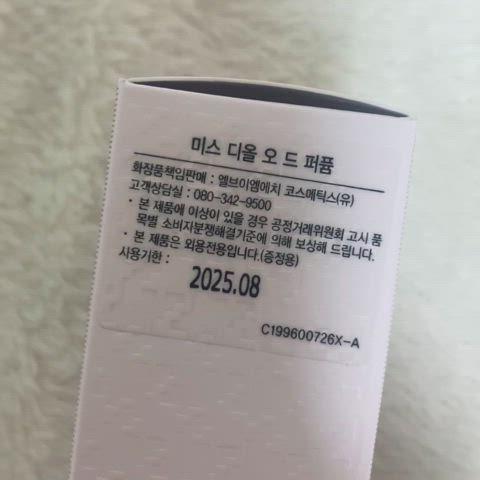 미스 디올 오 드 퍼퓸
화장품책임판매 : 엘브이엠에치 코스메틱스(유)
고객상담실 : 080-342-9500
• 본 제품에 이상이 있을 경우 공정거래위원회 고시 품
목별 소비자분쟁해결기준에 의해 보상해 드립니다.
• 본 제품은 외용전용입니다.(증정용)
사용기한 :
2025.08
C199600726X-A